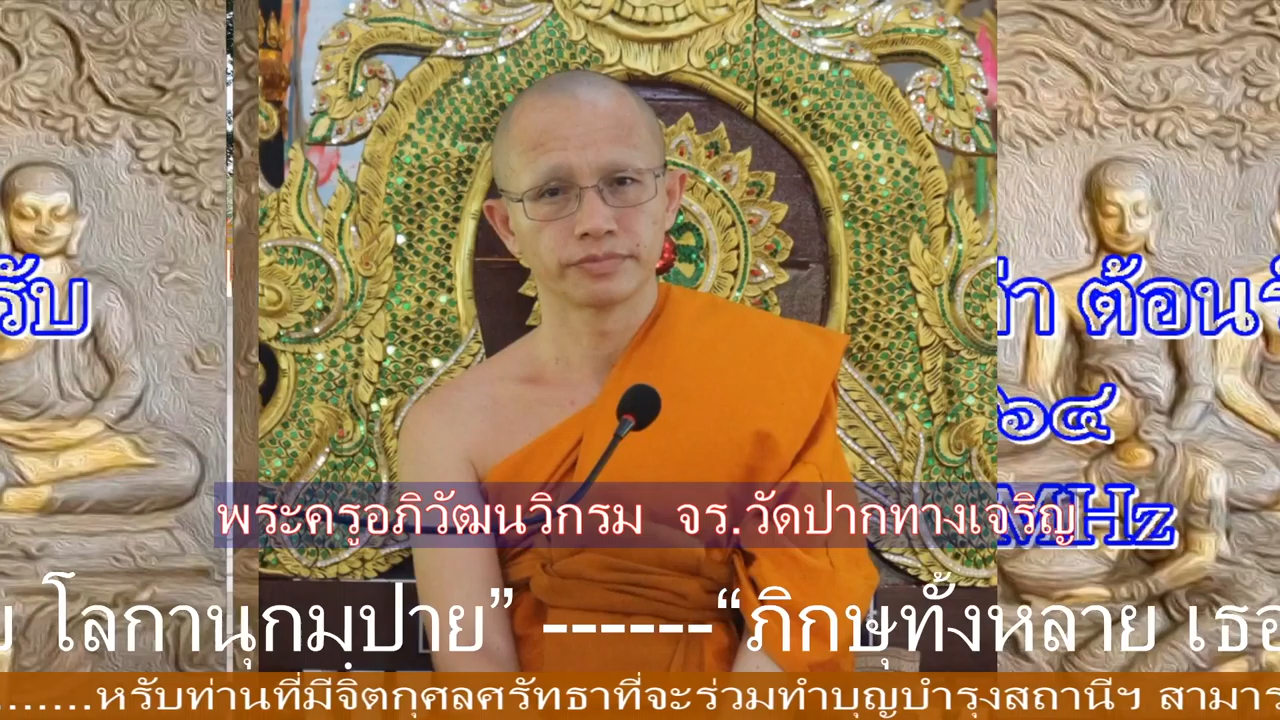 รับ ต้อน
๖๔
MHz
พระครูอภิวัฒนวิกรม จร.วัดปากทางเจริญ
โลกานุกมฺปาย” ------ “ภิกษุทั้งหลาย เธอ
.......หรับท่านที่มีจิตกุศลศรัทธาที่จะร่วมทำบุญบำรุงสถานีฯ สามาร